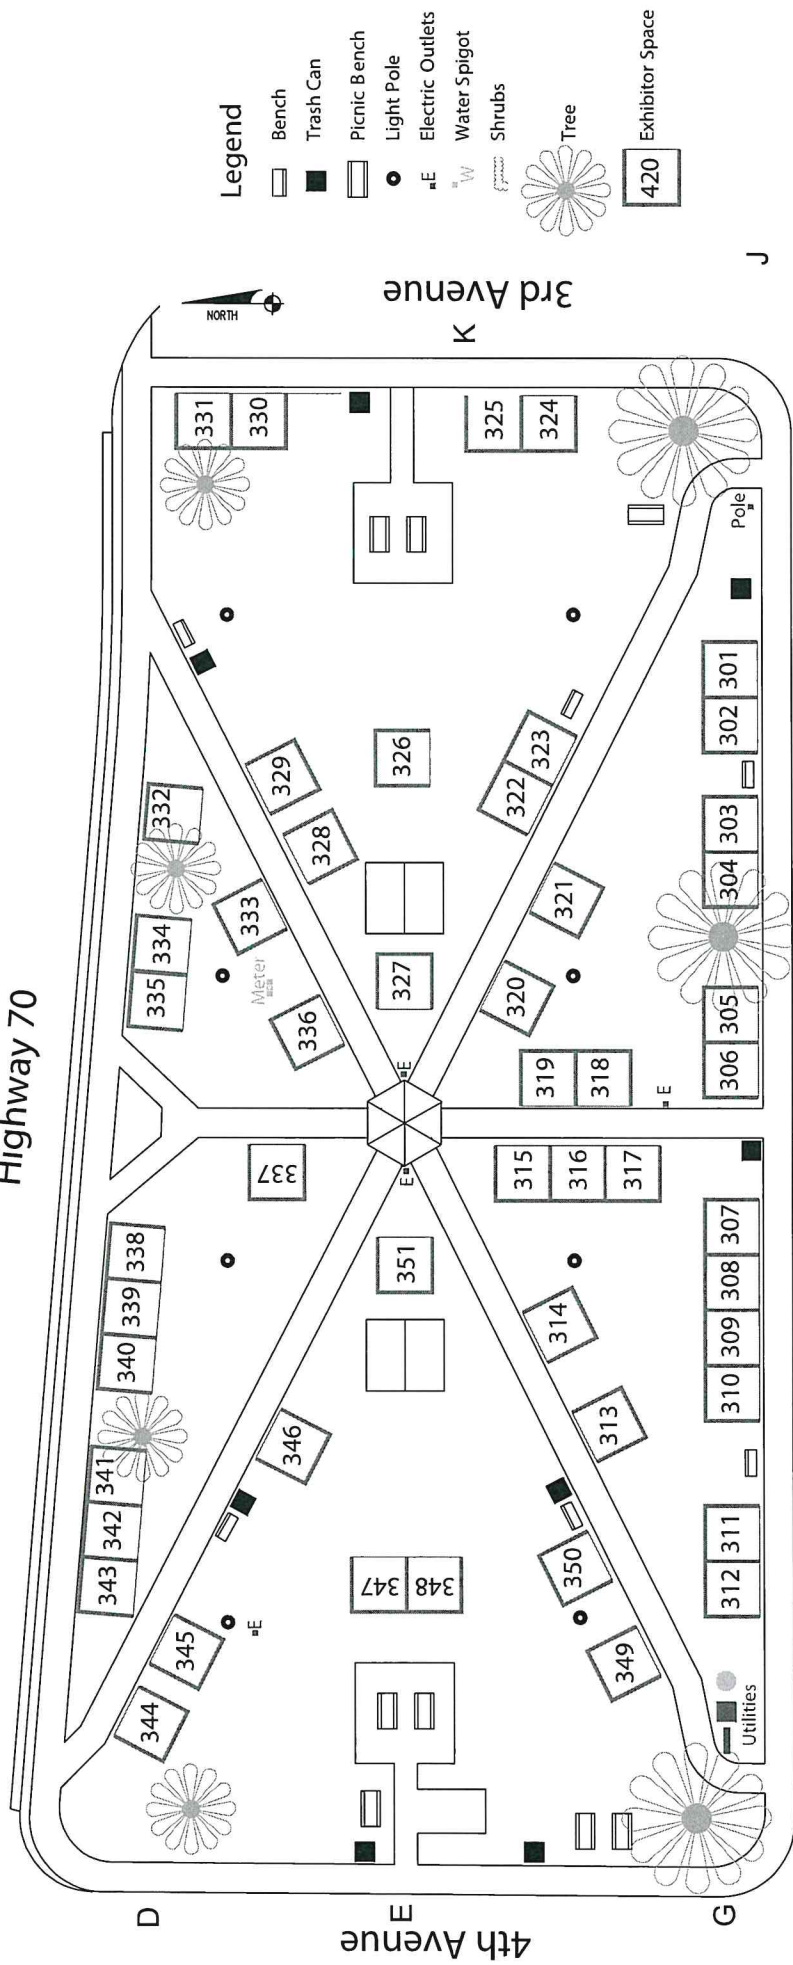 Highway 70
4th Avenue
D
E
G
344
345
343
342
341
340
339
338
346
347
348
351
337
E
E
349
350
313
314
315
316
317
312
311
310
309
308
307
Utilities
335
334
332
336
Meter
333
328
329
331
330
327
326
E
320
321
322
323
325
324
319
318
E
306
305
304
303
302
301
Pole
NORTH
3rd Avenue
K
J
Legend
Bench
Trash Can
Picnic Bench
Light Pole
E Electric Outlets
W Water Spigot
Shrubs
Tree
420 Exhibitor Space